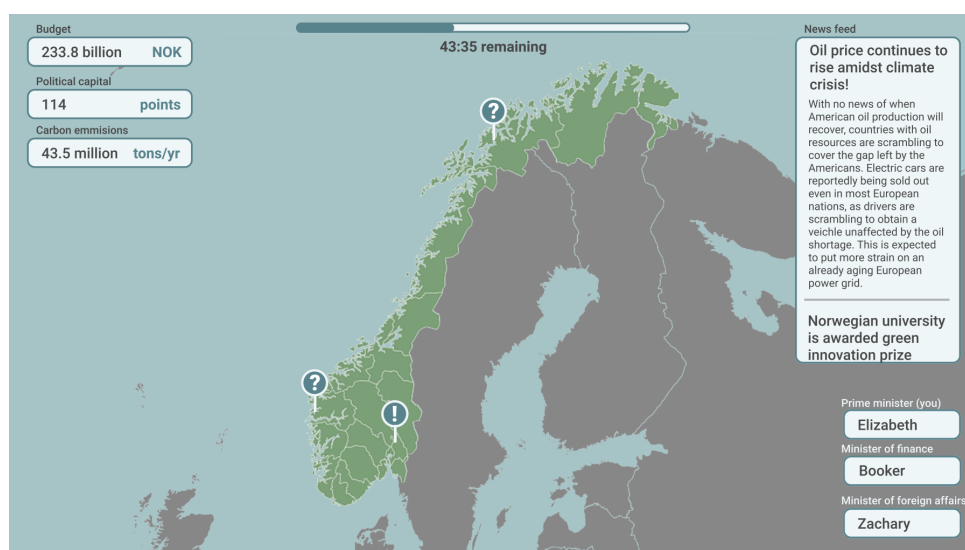 Budget
233.8 billion NOK
Political capital
114 points
Carbon emmisions
43.5 million tons/yr
43:35 remaining
?
?
!
News feed
Oil price continues to
rise amidst climate
crisis!
With no news of when
American oil production will
recover, countries with oil
resources are scrambling to
cover the gap left by the
Americans. Electric cars are
reportedly being sold out
even in most European
nations, as drivers are
scrambling to obtain a
veichle unaffected by the oil
shortage. This is expected
to put more strain on an
already aging European
power grid.
Norwegian university
is awarded green
innovation prize
Prime minister (you)
Elizabeth
Minister of finance
Booker
Minister of foreign affairs
Zachary